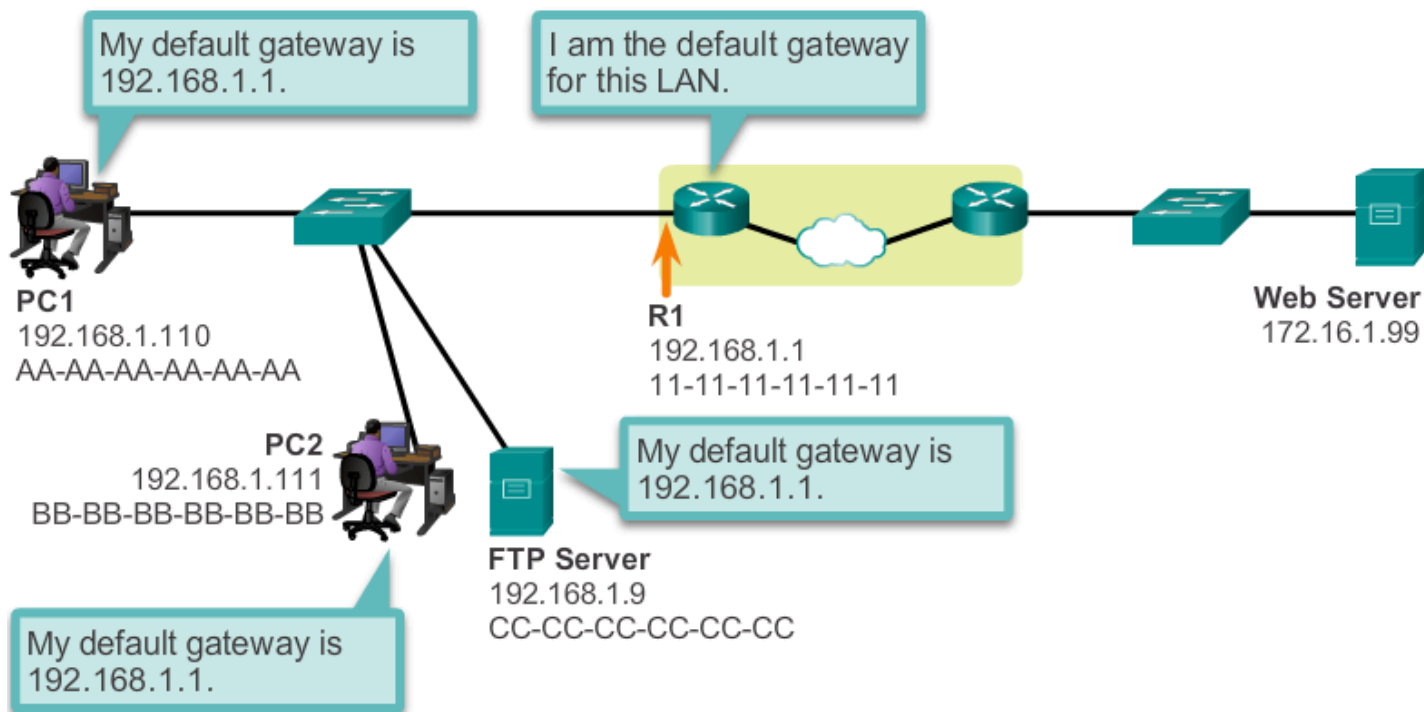 My default gateway is
192.168.1.1.
I am the default gateway
for this LAN.
PC1
192.168.1.110
AA-AA-AA-AA-AA-AA
R1
192.168.1.1
11-11-11-11-11-11
Web Server
172.16.1.99
PC2
192.168.1.111
BB-BB-BB-BB-BB-BB
My default gateway is
192.168.1.1.
FTP Server
192.168.1.9
CC-CC-CC-CC-CC-CC
My default gateway is
192.168.1.1.